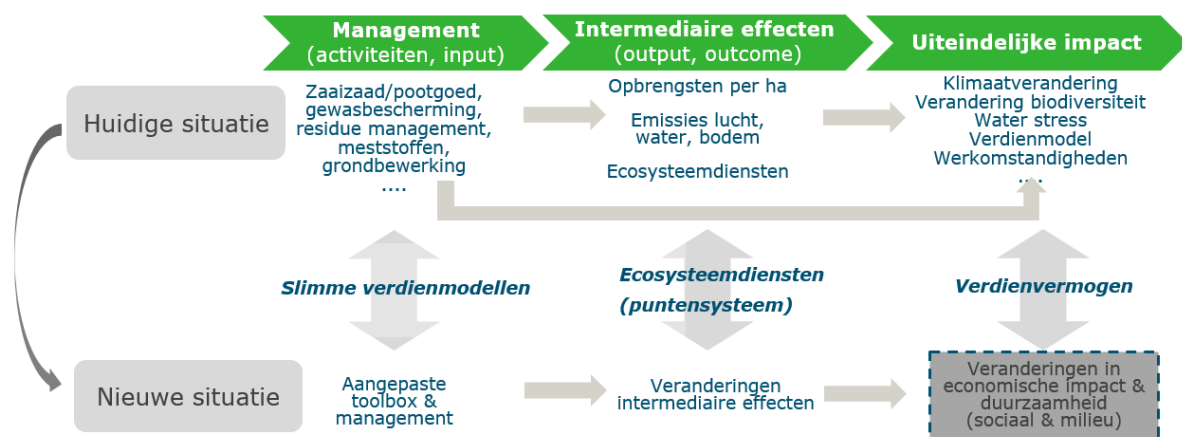 Management
(activiteiten, input)
Intermediaire effecten
(output, outcome)
Uiteindelijke impact
Huidige situatie
Zaaizaad/pootgoed,
gewasbescherming,
residue management,
meststoffen,
grondbewerking
....
Opbrengsten per ha
Emissies lucht,
water, bodem
Ecosysteemdiensten
Klimaatverandering
Verandering biodiversiteit
Water stress
Verdienmodel
Werkomstandigheden
....
Slimme verdienmodellen
Ecosysteemdiensten
(puntensysteem)
Verdienvermogen
Nieuwe situatie
Aangepaste
toolbox &
management
Veranderingen
intermediaire effecten
Veranderingen in
economische impact &
duurzaamheid
(sociaal & milieu)